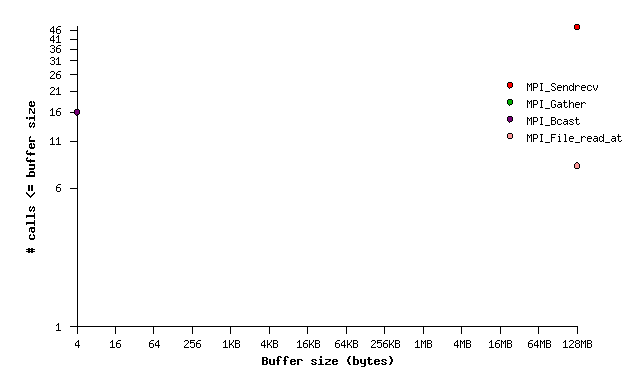 46
41
36
31
26
21
16
11
6
1
# calls <= buffer size
MPI_Sendrecv
MPI_Gather
MPI_Bcast
MPI_File_read_at
4 16 64 256 1KB 4KB 16KB 64KB 256KB 1MB 4MB 16MB 64MB 128MB
Buffer size (bytes)